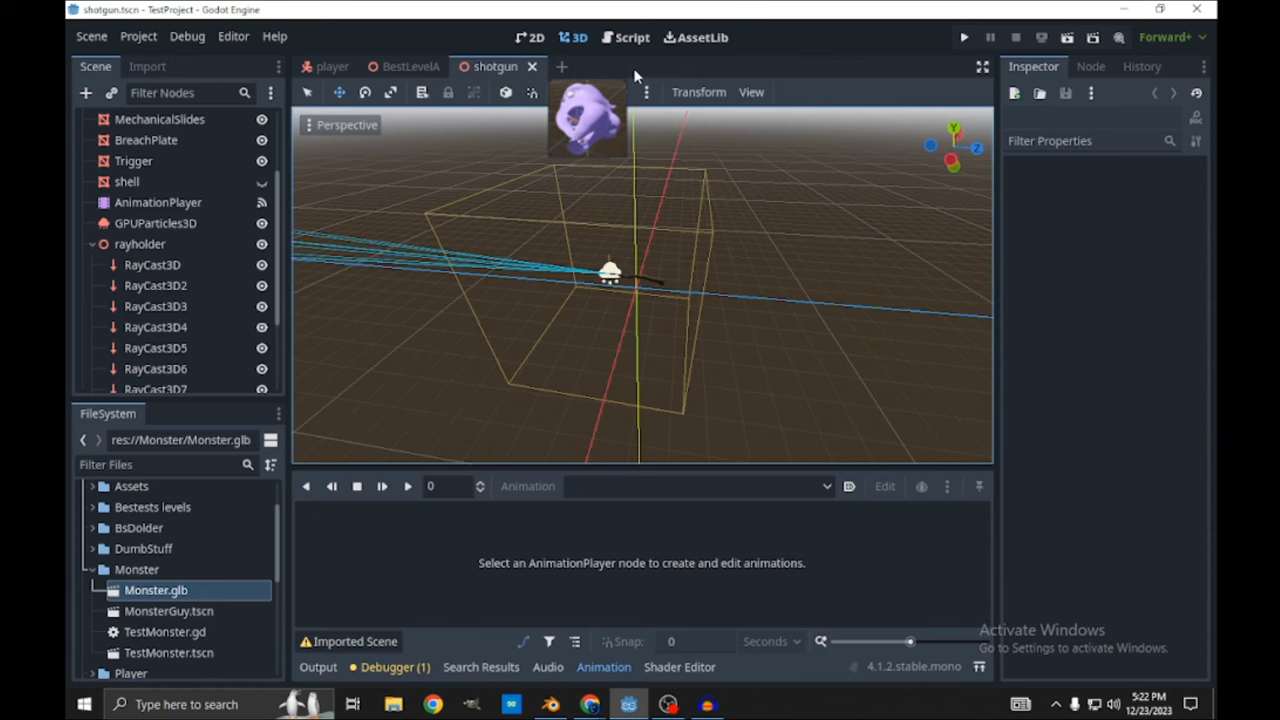 shotgun.tscn - TestProject - Godot Engine
Scene Project Debug Editor Help
2D 3D Script AssetLib
Forward+
Scene Import
player BestLevelA shotgun
Inspector Node History
Filter Nodes
Transform View
Perspective
Y
Z
Filter Properties
MechanicalSlides
BreachPlate
Trigger
shell
AnimationPlayer
GPUParticles3D
rayholder
RayCast3D
RayCast3D2
RayCast3D3
RayCast3D4
RayCast3D5
RayCast3D6
RayCast3D7
FileSystem
res://Monster/Monster.glb
Filter Files
Assets
Bestests levels
BsDolder
DumbStuff
Monster
Monster.glb
MonsterGuy.tscn
TestMonster.gd
TestMonster.tscn
Player
0 Animation Edit
Select an AnimationPlayer node to create and edit animations.
Imported Scene Snap: 0 Seconds
Output Debugger (1) Search Results Audio Animation Shader Editor
4.1.2.stable.mono
Activate Windows
Go to Settings to activate Windows.
Type here to search
5:22 PM
12/23/2023